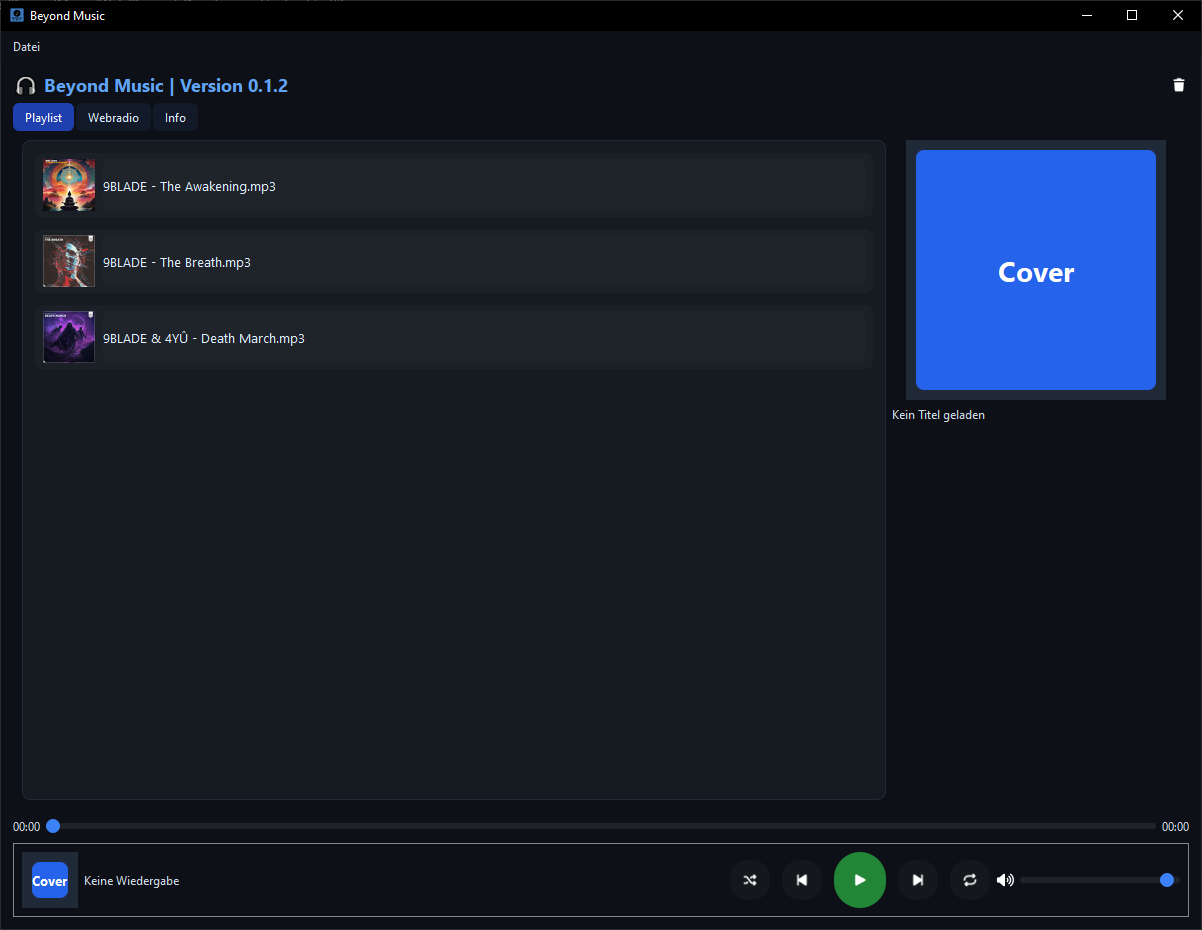 Beyond Music
Datei
Beyond Music | Version 0.1.2
Playlist
Webradio
Info
9BLADE - The Awakening.mp3
9BLADE - The Breath.mp3
9BLADE & 4YÛ - Death March.mp3
Cover
Kein Titel geladen
00:00
00:00
Cover
Keine Wiedergabe